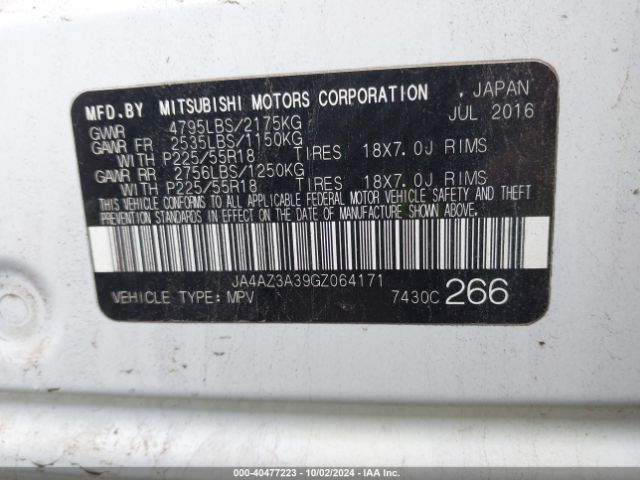 MFD.BY MITSUBISHI MOTORS CORPORATION , JAPAN
GVWR 4795LBS/2175KG JUL 2016
GAWR FR 2535LBS/1150KG
WITH P225/55R18 TIRES 18X7.0J RIMS
GAWR RR 2756LBS/1250KG
WITH P225/55R18 TIRES 18X7.0J RIMS
THIS VEHICLE CONFORMS TO ALL APPLICABLE FEDERAL MOTOR VEHICLE SAFETY AND THEFT
PREVENTION STANDARDS IN EFFECT ON THE DATE OF MANUFACTURE SHOWN ABOVE.
JA4AZ3A39GZ064171
VEHICLE TYPE: MPV 7430C 266
000-40477223 - 10/02/2024 - IAAI